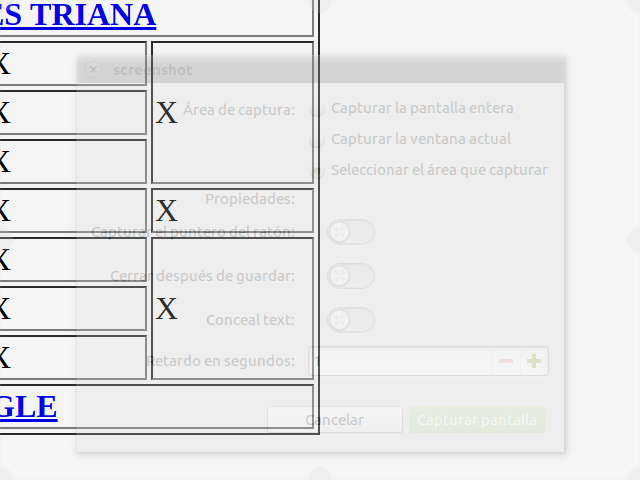 ES TRIANA
X
screenshot
X
X
Área de captura:
Capturar la pantalla entera
Capturar la ventana actual
X
Seleccionar el área que capturar
Propiedades:
X
X
Capturar el puntero del ratón:
X
Cerrar después de guardar:
X
X
Conceal text:
X
Retardo en segundos:
1
GLE
Cancelar
Capturar pantalla